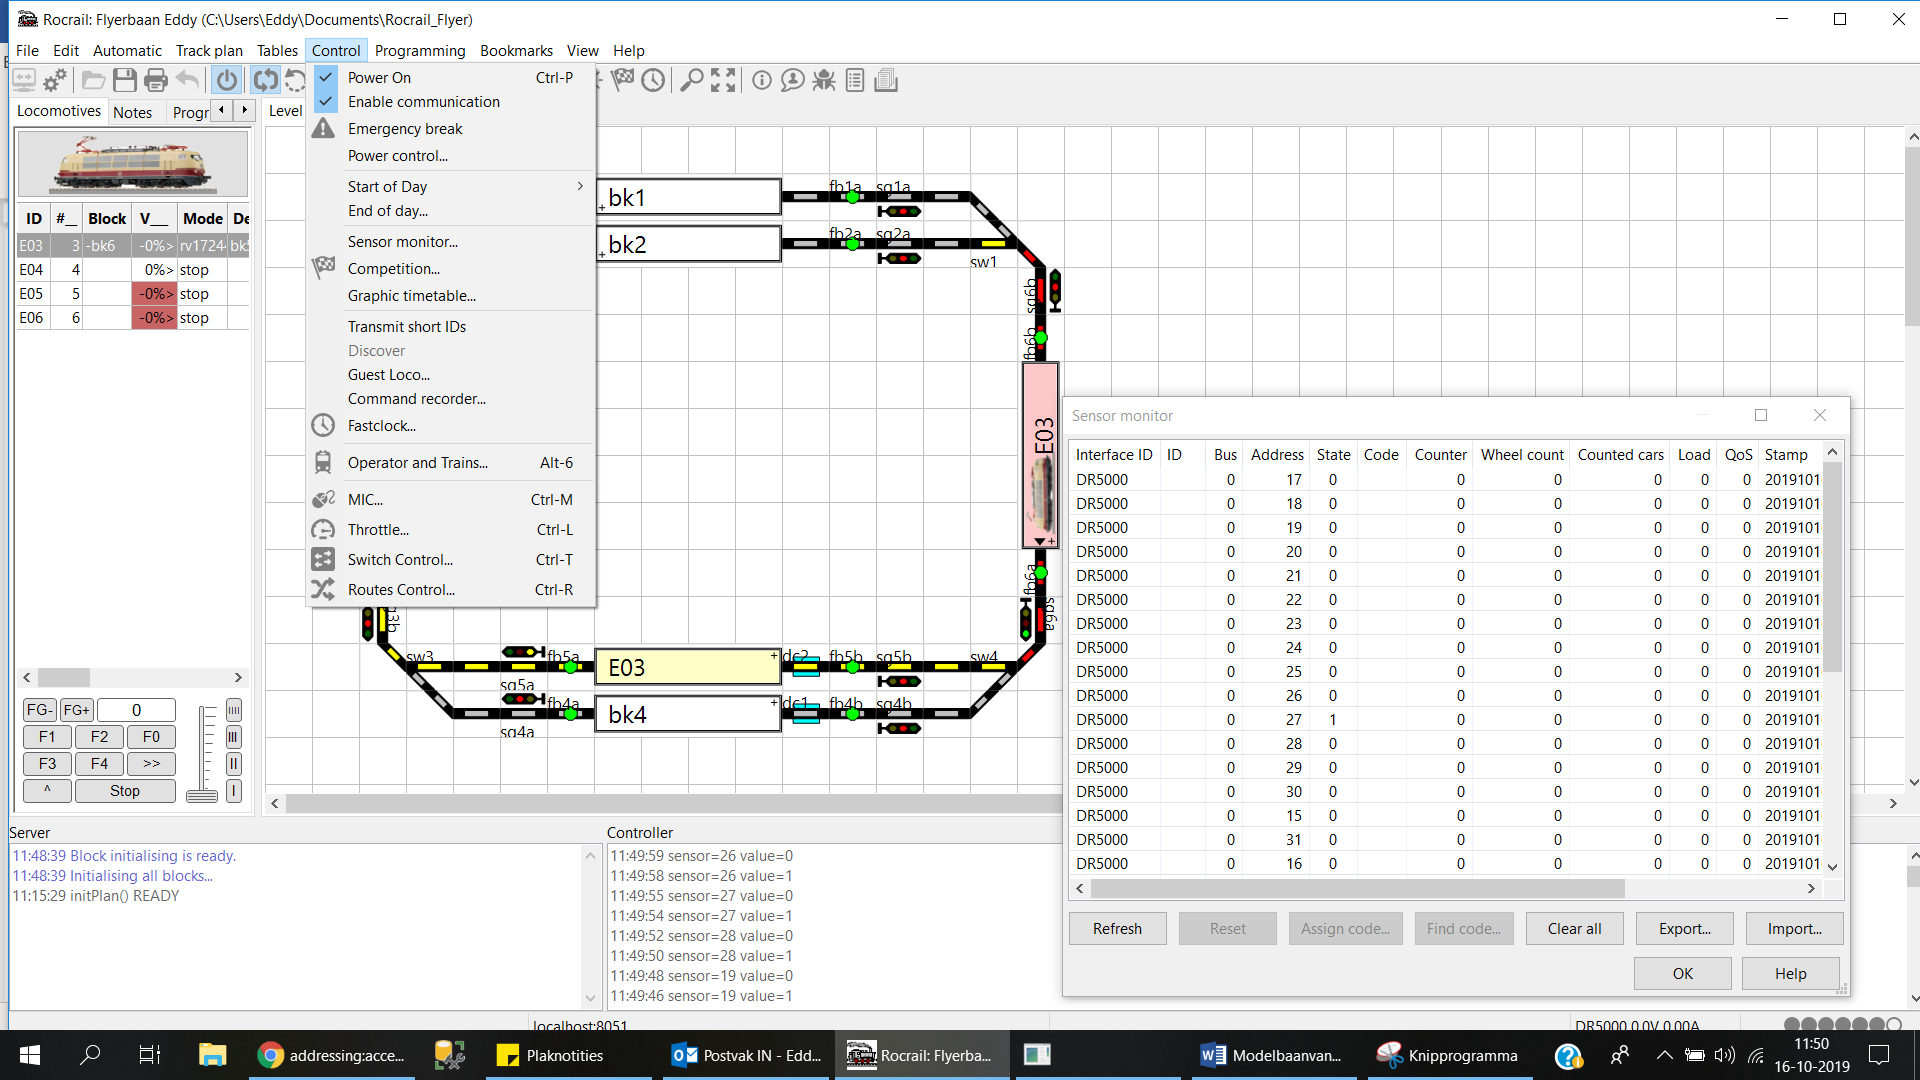 Rocrail: Flyerbaan Eddy (C:\Users\Eddy\Documents\Rocrail_Flyer)
File Edit Automatic Track plan Tables Control Programming Bookmarks View Help
Locomotives Notes Progr Level
Power On Ctrl-P
Enable communication
Emergency break
Power control...
Start of Day
End of day...
Sensor monitor...
Competition...
Graphic timetable...
Transmit short IDs
Discover
Guest Loco...
Command recorder...
Fastclock...
Operator and Trains... Alt-6
MIC... Ctrl-M
Throttle... Ctrl-L
Switch Control... Ctrl-T
Routes Control... Ctrl-R
ID #__ Block V___ Mode De
E03 3 -bk6 -0%> rv1724 bk5
E04 4 0%> stop
E05 5 -0%> stop
E06 6 -0%> stop
FG- FG+ 0
F1 F2 F0
F3 F4 >>
^ Stop
IIII
III
II
I
bk1 fb1a sg1a
bk2 fb2a sg2a
sw1
sg6b
fb6b
E03
fb6a
sg6a
g3b
sw3 fb5a E03 dc2 fb5b sg5b sw4
sg5a
fb4a bk4 dc1 fb4b sg4b
sg4a
Sensor monitor
Interface ID ID Bus Address State Code Counter Wheel count Counted cars Load QoS Stamp
DR5000 0 17 0 0 0 0 0 0 2019101
DR5000 0 18 0 0 0 0 0 0 2019101
DR5000 0 19 0 0 0 0 0 0 2019101
DR5000 0 20 0 0 0 0 0 0 2019101
DR5000 0 21 0 0 0 0 0 0 2019101
DR5000 0 22 0 0 0 0 0 0 2019101
DR5000 0 23 0 0 0 0 0 0 2019101
DR5000 0 24 0 0 0 0 0 0 2019101
DR5000 0 25 0 0 0 0 0 0 2019101
DR5000 0 26 0 0 0 0 0 0 2019101
DR5000 0 27 1 0 0 0 0 0 2019101
DR5000 0 28 0 0 0 0 0 0 2019101
DR5000 0 29 0 0 0 0 0 0 2019101
DR5000 0 30 0 0 0 0 0 0 2019101
DR5000 0 15 0 0 0 0 0 0 2019101
DR5000 0 31 0 0 0 0 0 0 2019101
DR5000 0 16 0 0 0 0 0 0 2019101
Refresh Reset Assign code... Find code... Clear all Export... Import...
OK Help
Server
11:48:39 Block initialising is ready.
11:48:39 Initialising all blocks...
11:15:29 initPlan() READY
Controller
11:49:59 sensor=26 value=0
11:49:58 sensor=26 value=1
11:49:55 sensor=27 value=0
11:49:54 sensor=27 value=1
11:49:52 sensor=28 value=0
11:49:50 sensor=28 value=1
11:49:48 sensor=19 value=0
11:49:46 sensor=19 value=1
localhost:8051 DR5000 0.0V 0.00A
addressing:acce... Plaknotities Postvak IN - Edd... Rocrail: Flyerba... Modelbaanvan... Knipprogramma
11:50
16-10-2019